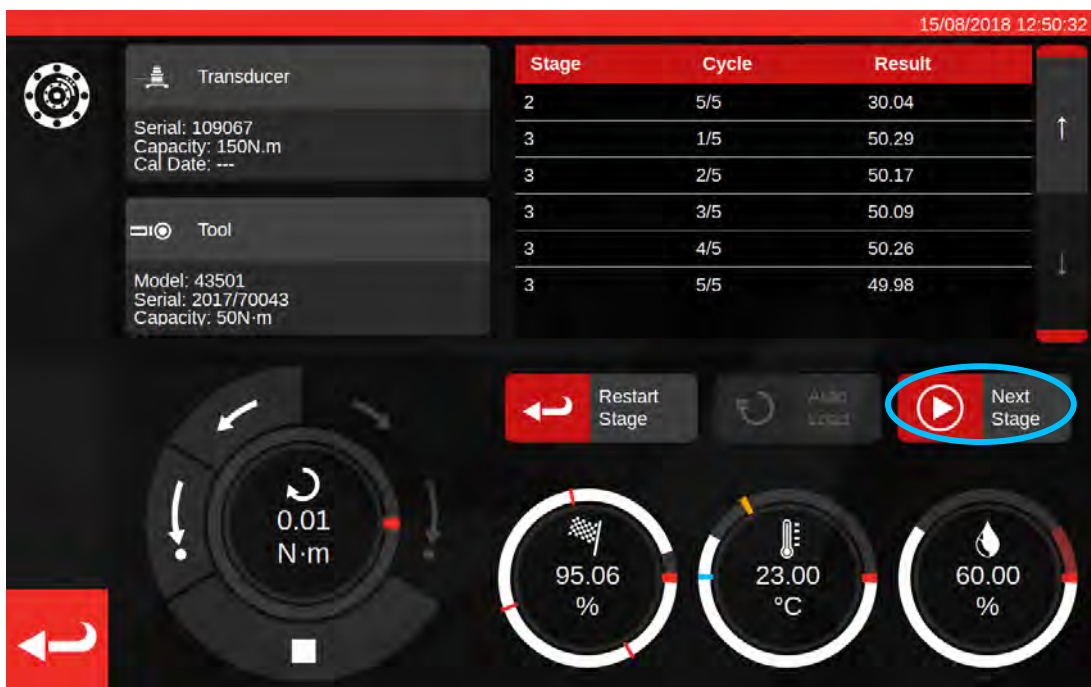 15/08/2018 12:50:32
Transducer
Serial: 109067
Capacity: 150N.m
Cal Date: ---
Tool
Model: 43501
Serial: 2017/70043
Capacity: 50N·m
Stage Cycle Result
2 5/5 30.04
3 1/5 50.29
3 2/5 50.17
3 3/5 50.09
3 4/5 50.26
3 5/5 49.98
Restart
Stage
Auto
Load
Next
Stage
0.01
N·m
95.06
%
23.00
°C
60.00
%